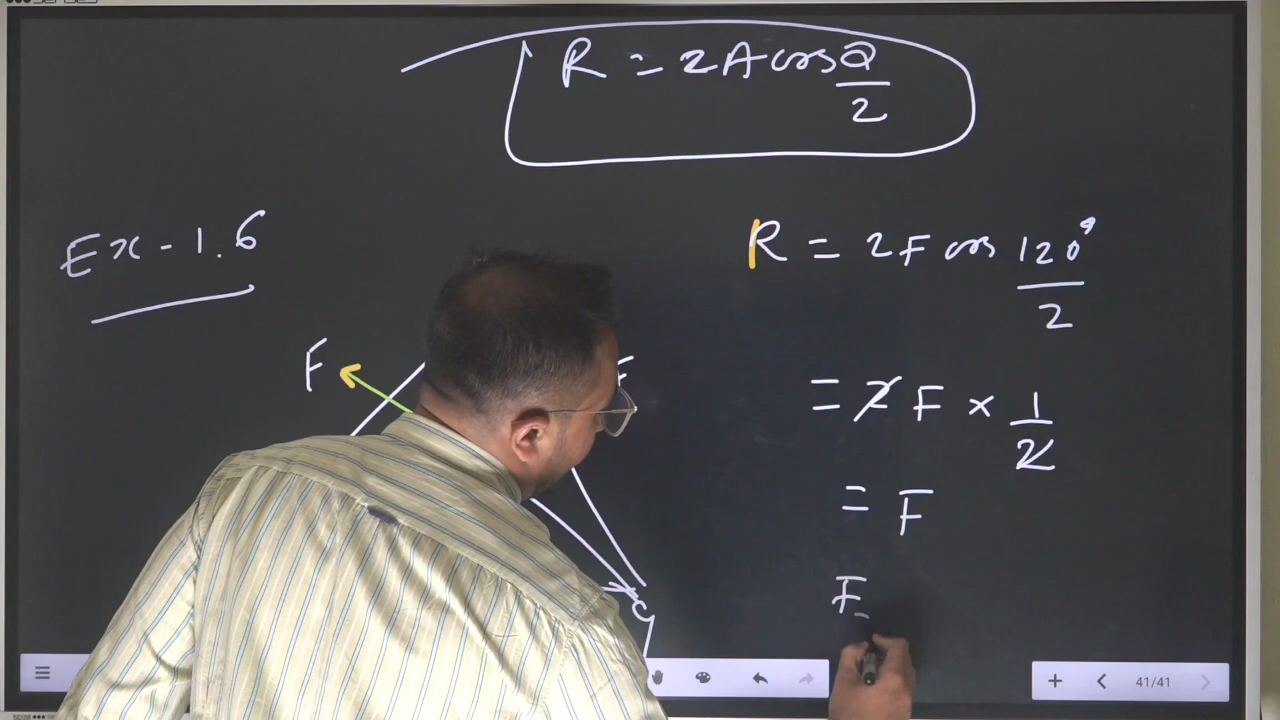 R = 2A cos Q/2
Ex - 1.6
R = 2F cos 120°/2
F
F
= 2F × 1/2
= F
F
C
41/41